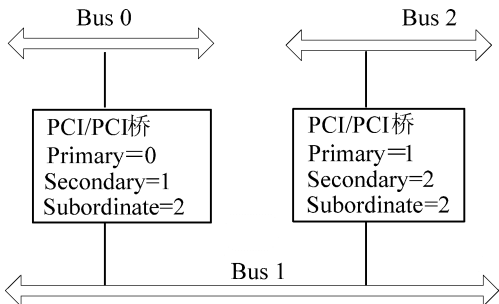 Bus 0
Bus 2
PCI/PCI桥
Primary=0
Secondary=1
Subordinate=2
PCI/PCI桥
Primary=1
Secondary=2
Subordinate=2
Bus 1